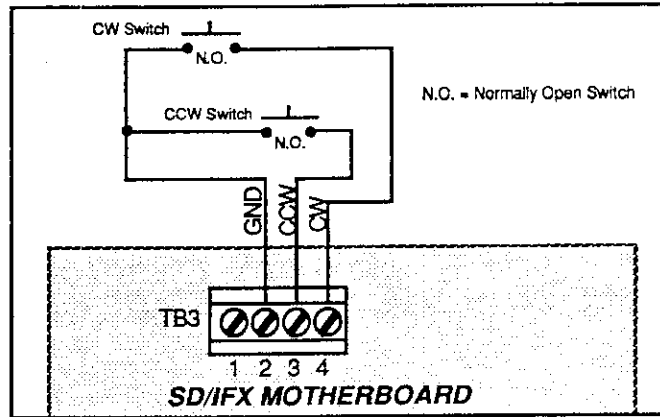 CW Switch
N.O.
N.O. = Normally Open Switch
CCW Switch
N.O.
GND
CCW
CW
TB3
1 2 3 4
SD/IFX MOTHERBOARD